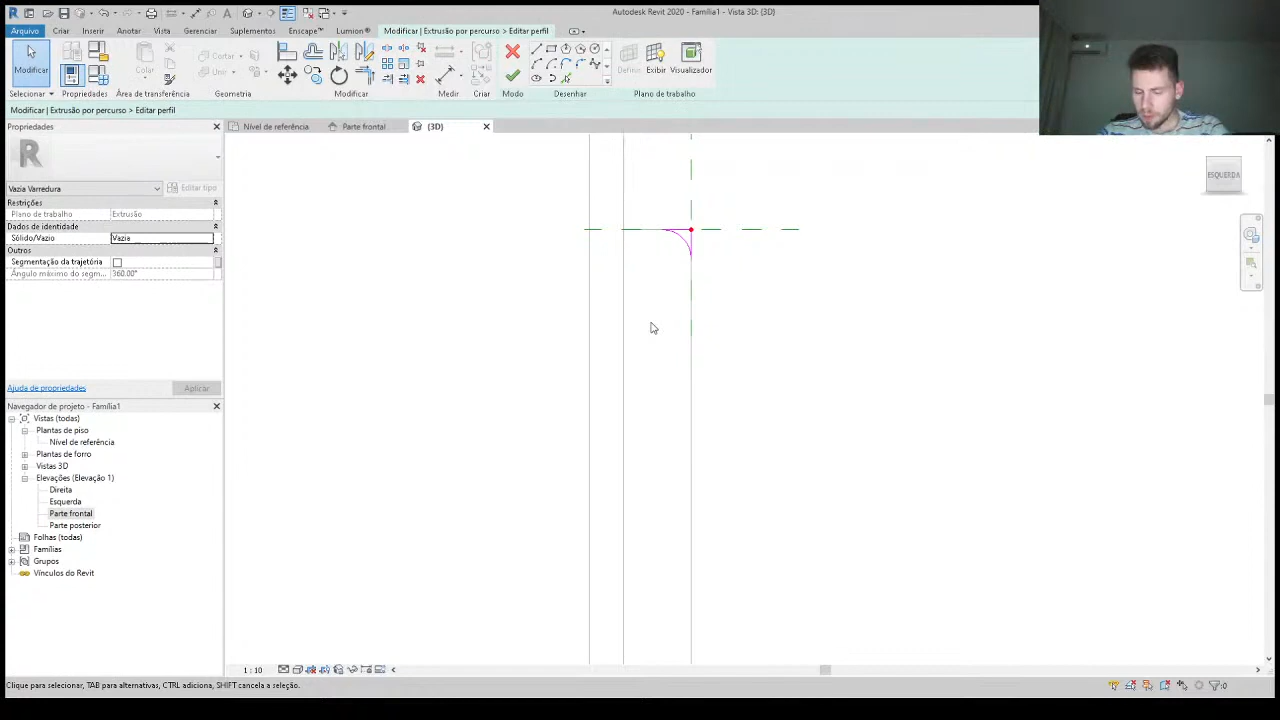 Autodesk Revit 2020 - Família1 - Vista 3D: {3D}
Arquivo Criar Inserir Anotar Vista Gerenciar Suplementos Enscape™ Lumion® Modificar | Extrusão por percurso > Editar perfil
Modificar Colar Cortar Unir Definir Exibir Visualizador
Selecionar Propriedades Área de transferência Geometria Modificar Medir Criar Modo Desenhar Plano de trabalho
Modificar | Extrusão por percurso > Editar perfil
Propriedades
Nível de referência Parte frontal {3D}
R
ESQUERDA
Vazia Varredura Editar tipo
Restrições
Plano de trabalho Extrusão
Dados de identidade
Sólido/Vazio Vazia
Outros
Segmentação da trajetória
Ângulo máximo do segm... 360.00°
Ajuda de propriedades Aplicar
Navegador de projeto - Família1
Vistas (todas)
Plantas de piso
Nível de referência
Plantas de forro
Vistas 3D
Elevações (Elevação 1)
Direita
Esquerda
Parte frontal
Parte posterior
Folhas (todas)
Famílias
Grupos
Vínculos do Revit
1 : 10
Clique para selecionar, TAB para alternativas, CTRL adiciona, SHIFT cancela a seleção. :0